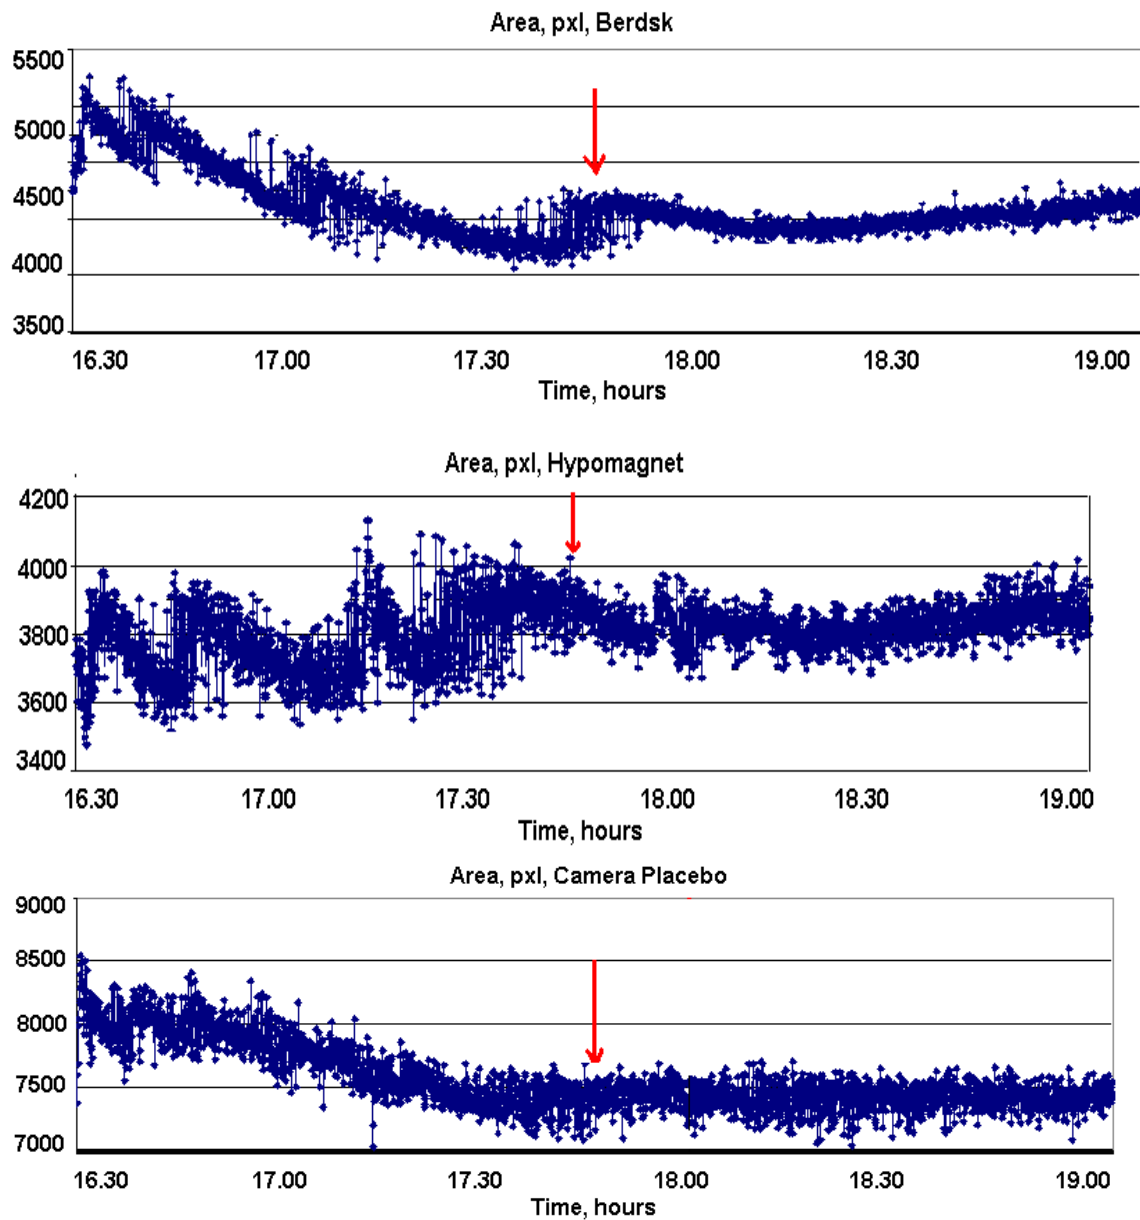 Area, pxl, Berdsk
5500
5000
4500
4000
3500
16.30 17.00 17.30 18.00 18.30 19.00
Time, hours
Area, pxl, Hypomagnet
4200
4000
3800
3600
3400
16.30 17.00 17.30 18.00 18.30 19.00
Time, hours
Area, pxl, Camera Placebo
9000
8500
8000
7500
7000
16.30 17.00 17.30 18.00 18.30 19.00
Time, hours